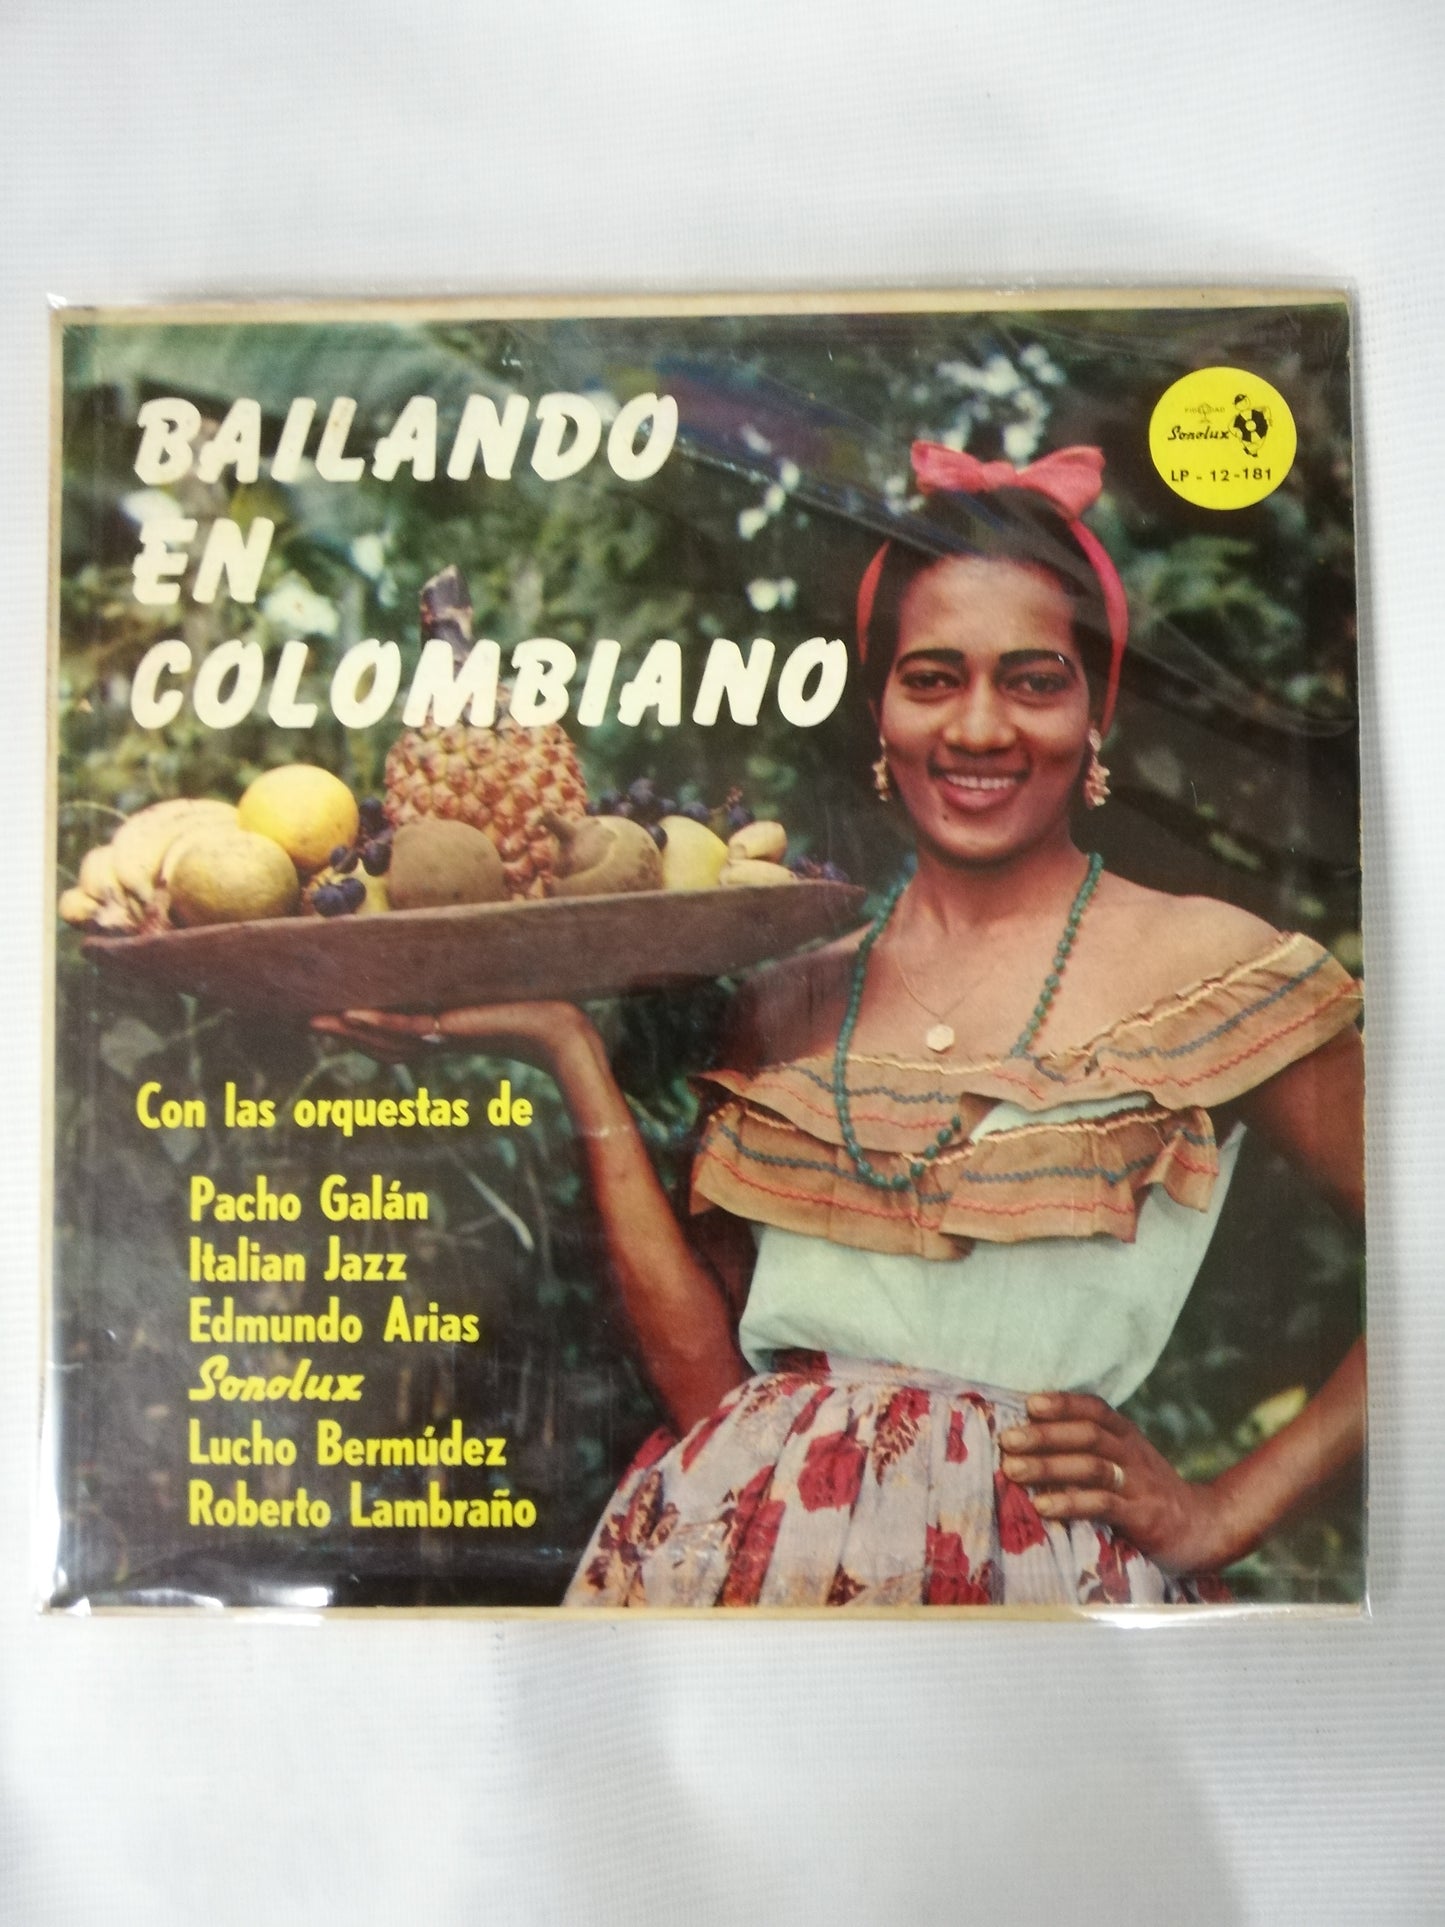 BAILANDO
EN
COLOMBIANO
FIDELIDAD
Sonolux
LP - 12-181
Con las orquestas de
Pacho Galán
Italian Jazz
Edmundo Arias
Sonolux
Lucho Bermúdez
Roberto Lambraño